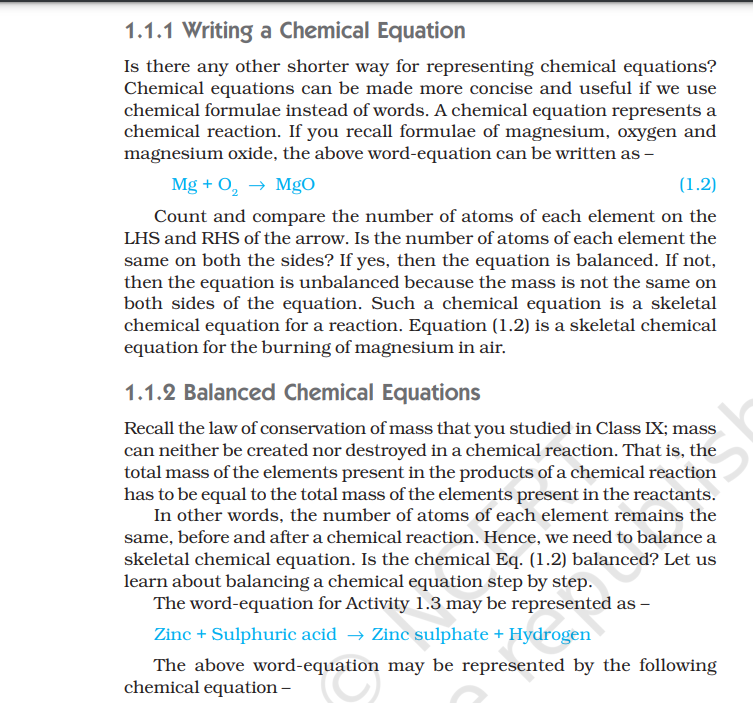 1.1.1 Writing a Chemical Equation
Is there any other shorter way for representing chemical equations?
Chemical equations can be made more concise and useful if we use
chemical formulae instead of words. A chemical equation represents a
chemical reaction. If you recall formulae of magnesium, oxygen and
magnesium oxide, the above word-equation can be written as –
Mg + O₂ → MgO (1.2)
Count and compare the number of atoms of each element on the
LHS and RHS of the arrow. Is the number of atoms of each element the
same on both the sides? If yes, then the equation is balanced. If not,
then the equation is unbalanced because the mass is not the same on
both sides of the equation. Such a chemical equation is a skeletal
chemical equation for a reaction. Equation (1.2) is a skeletal chemical
equation for the burning of magnesium in air.
1.1.2 Balanced Chemical Equations
Recall the law of conservation of mass that you studied in Class IX; mass
can neither be created nor destroyed in a chemical reaction. That is, the
total mass of the elements present in the products of a chemical reaction
has to be equal to the total mass of the elements present in the reactants.
In other words, the number of atoms of each element remains the
same, before and after a chemical reaction. Hence, we need to balance a
skeletal chemical equation. Is the chemical Eq. (1.2) balanced? Let us
learn about balancing a chemical equation step by step.
The word-equation for Activity 1.3 may be represented as –
Zinc + Sulphuric acid → Zinc sulphate + Hydrogen
The above word-equation may be represented by the following
chemical equation –
© NCERT